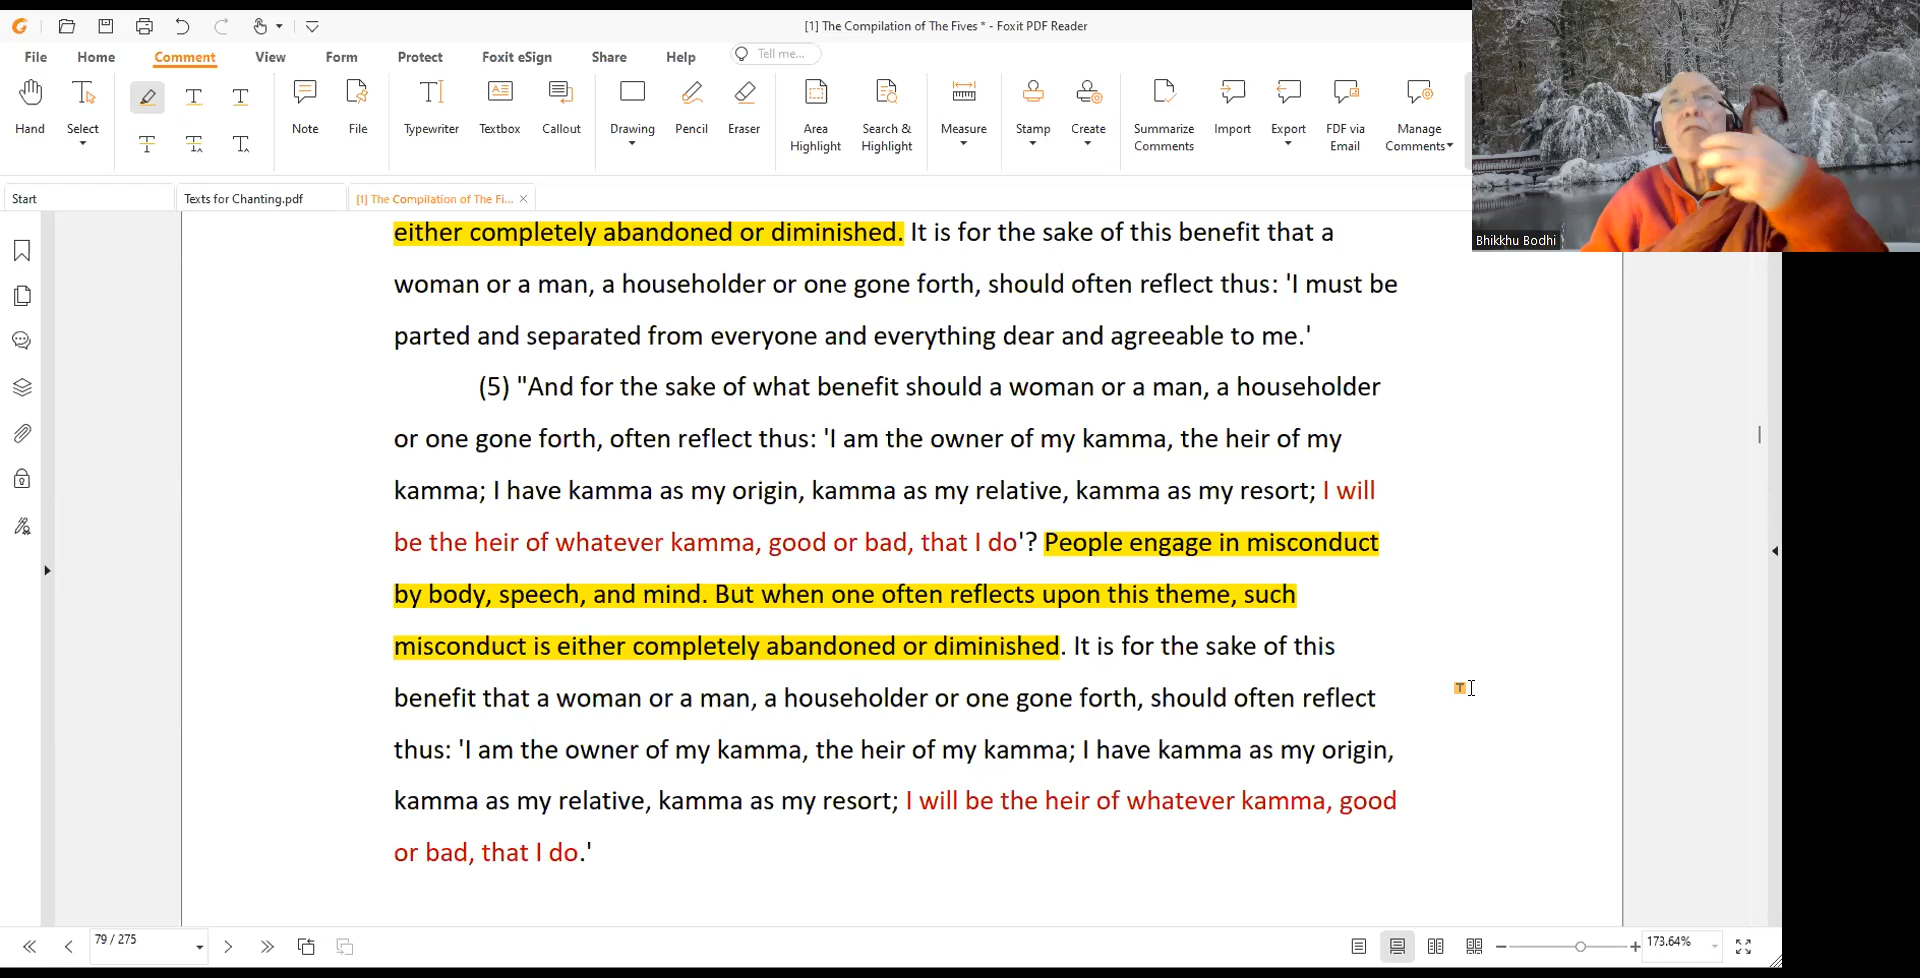 [1] The Compilation of The Fives * - Foxit PDF Reader
File Home Comment View Form Protect Foxit eSign Share Help Tell me...
Hand Select Note File Typewriter Textbox Callout Drawing Pencil Eraser Area Highlight Search & Highlight Measure Stamp Create Summarize Comments Import Export FDF via Email Manage Comments
Bhikkhu Bodhi
Start Texts for Chanting.pdf [1] The Compilation of The Fi...
either completely abandoned or diminished. It is for the sake of this benefit that a
woman or a man, a householder or one gone forth, should often reflect thus: 'I must be
parted and separated from everyone and everything dear and agreeable to me.'
(5) "And for the sake of what benefit should a woman or a man, a householder
or one gone forth, often reflect thus: 'I am the owner of my kamma, the heir of my
kamma; I have kamma as my origin, kamma as my relative, kamma as my resort; I will
be the heir of whatever kamma, good or bad, that I do'? People engage in misconduct
by body, speech, and mind. But when one often reflects upon this theme, such
misconduct is either completely abandoned or diminished. It is for the sake of this
benefit that a woman or a man, a householder or one gone forth, should often reflect
thus: 'I am the owner of my kamma, the heir of my kamma; I have kamma as my origin,
kamma as my relative, kamma as my resort; I will be the heir of whatever kamma, good
or bad, that I do.'
79 / 275 173.64%